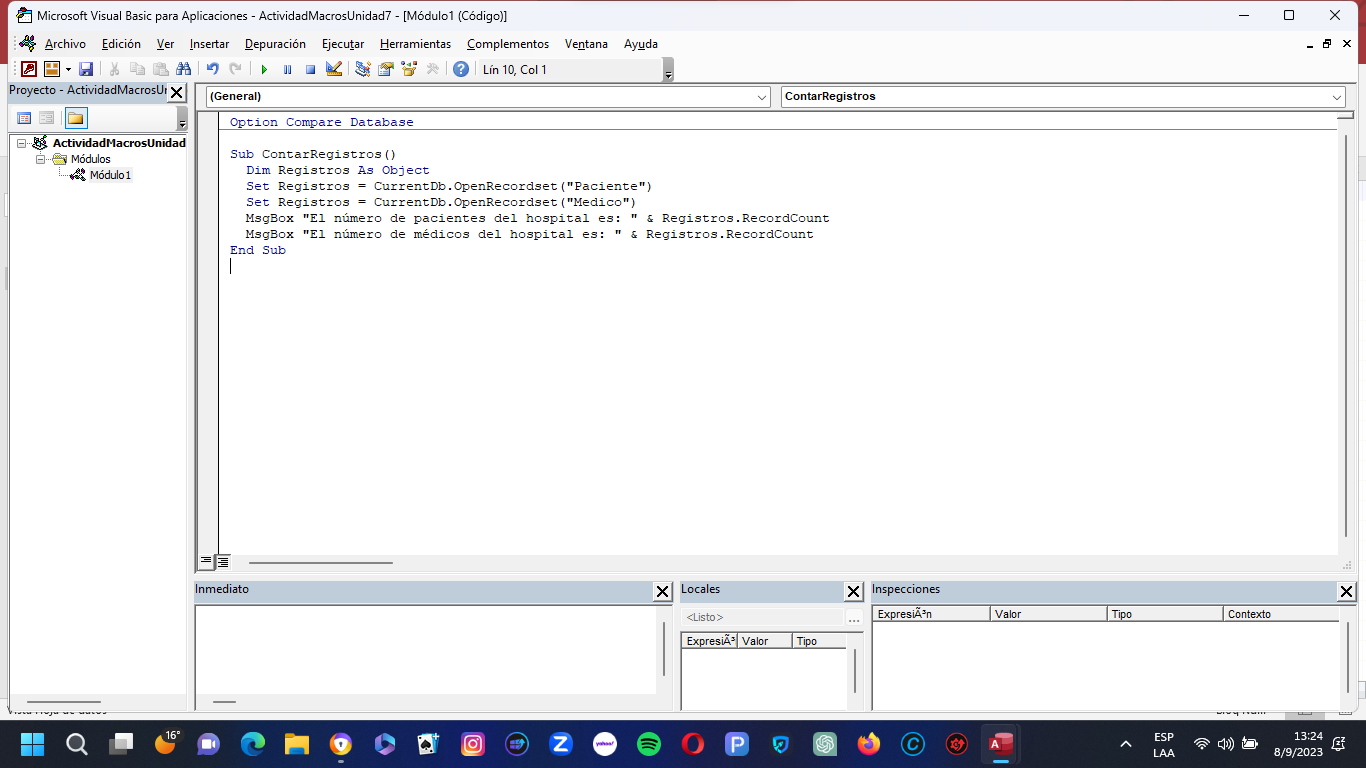 Microsoft Visual Basic para Aplicaciones - ActividadMacrosUnidad7 - [Módulo1 (Código)]
Archivo Edición Ver Insertar Depuración Ejecutar Herramientas Complementos Ventana Ayuda
Lín 10, Col 1
Proyecto - ActividadMacrosUn
(General)
ContarRegistros
ActividadMacrosUnidad
Módulos
Módulo1
Option Compare Database
Sub ContarRegistros()
Dim Registros As Object
Set Registros = CurrentDb.OpenRecordset("Paciente")
Set Registros = CurrentDb.OpenRecordset("Medico")
MsgBox "El número de pacientes del hospital es: " & Registros.RecordCount
MsgBox "El número de médicos del hospital es: " & Registros.RecordCount
End Sub
Inmediato
Locales
<Listo>
...
ExpresiÃ³ Valor Tipo
Inspecciones
ExpresiÃ³n Valor Tipo Contexto
16°
yahoo!
ESP
LAA
13:24
8/9/2023